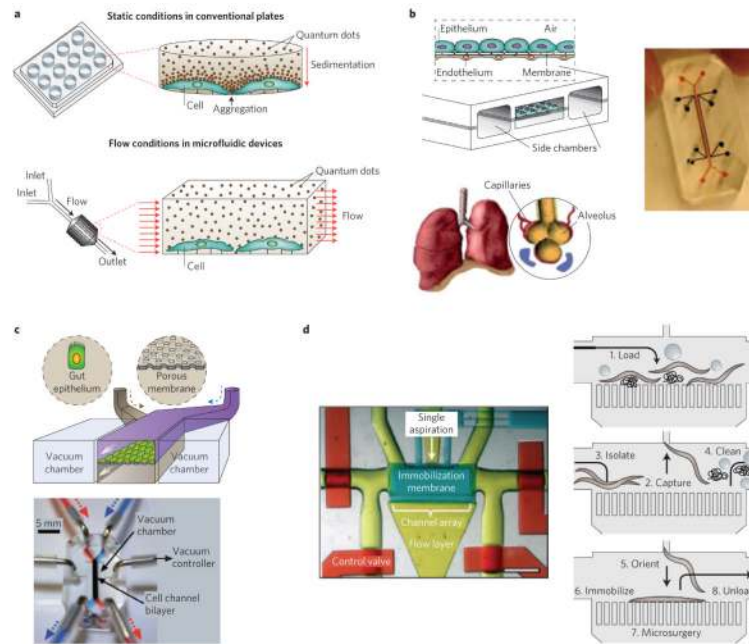 a
Static conditions in conventional plates
Quantum dots
Sedimentation
Cell
Aggregation
Flow conditions in microfluidic devices
Quantum dots
Inlet
Inlet
Flow
Flow
Outlet
Cell
b
Epithelium
Air
Endothelium
Membrane
Side chambers
Capillaries
Alveolus
c
Gut
epithelium
Porous
membrane
Vacuum
chamber
Vacuum
chamber
5 mm
Vacuum
chamber
Vacuum
controller
Cell channel
bilayer
d
Single
aspiration
Immobilization
membrane
Channel array
Flow layer
Control valve
1. Load
3. Isolate
4. Clean
2. Capture
5. Orient
6. Immobilize
8. Unload
7. Microsurgery